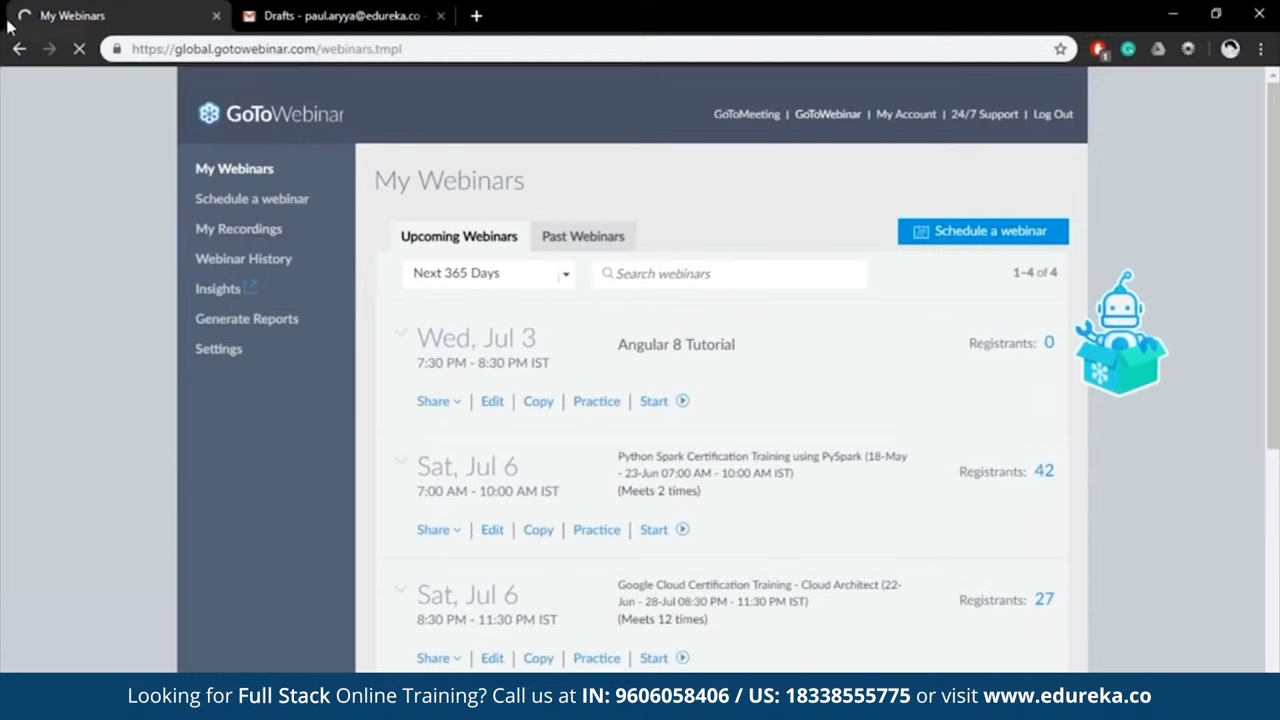 My Webinars
Drafts - paul.aryya@edureka.co
https://global.gotowebinar.com/webinars.tmpl
1
GoToWebinar
GoToMeeting | GoToWebinar | My Account | 24/7 Support | Log Out
My Webinars
Schedule a webinar
My Recordings
Webinar History
Insights
Generate Reports
Settings
My Webinars
Upcoming Webinars
Past Webinars
Schedule a webinar
Next 365 Days
Search webinars
1-4 of 4
Wed, Jul 3
7:30 PM - 8:30 PM IST
Angular 8 Tutorial
Registrants: 0
Share | Edit | Copy | Practice | Start
Sat, Jul 6
7:00 AM - 10:00 AM IST
Python Spark Certification Training using PySpark (18-May
- 23-Jun 07:00 AM - 10:00 AM IST)
(Meets 2 times)
Registrants: 42
Share | Edit | Copy | Practice | Start
Sat, Jul 6
8:30 PM - 11:30 PM IST
Google Cloud Certification Training - Cloud Architect (22-
Jun - 28-Jul 08:30 PM - 11:30 PM IST)
(Meets 12 times)
Registrants: 27
Share | Edit | Copy | Practice | Start
Looking for Full Stack Online Training? Call us at IN: 9606058406 / US: 18338555775 or visit www.edureka.co